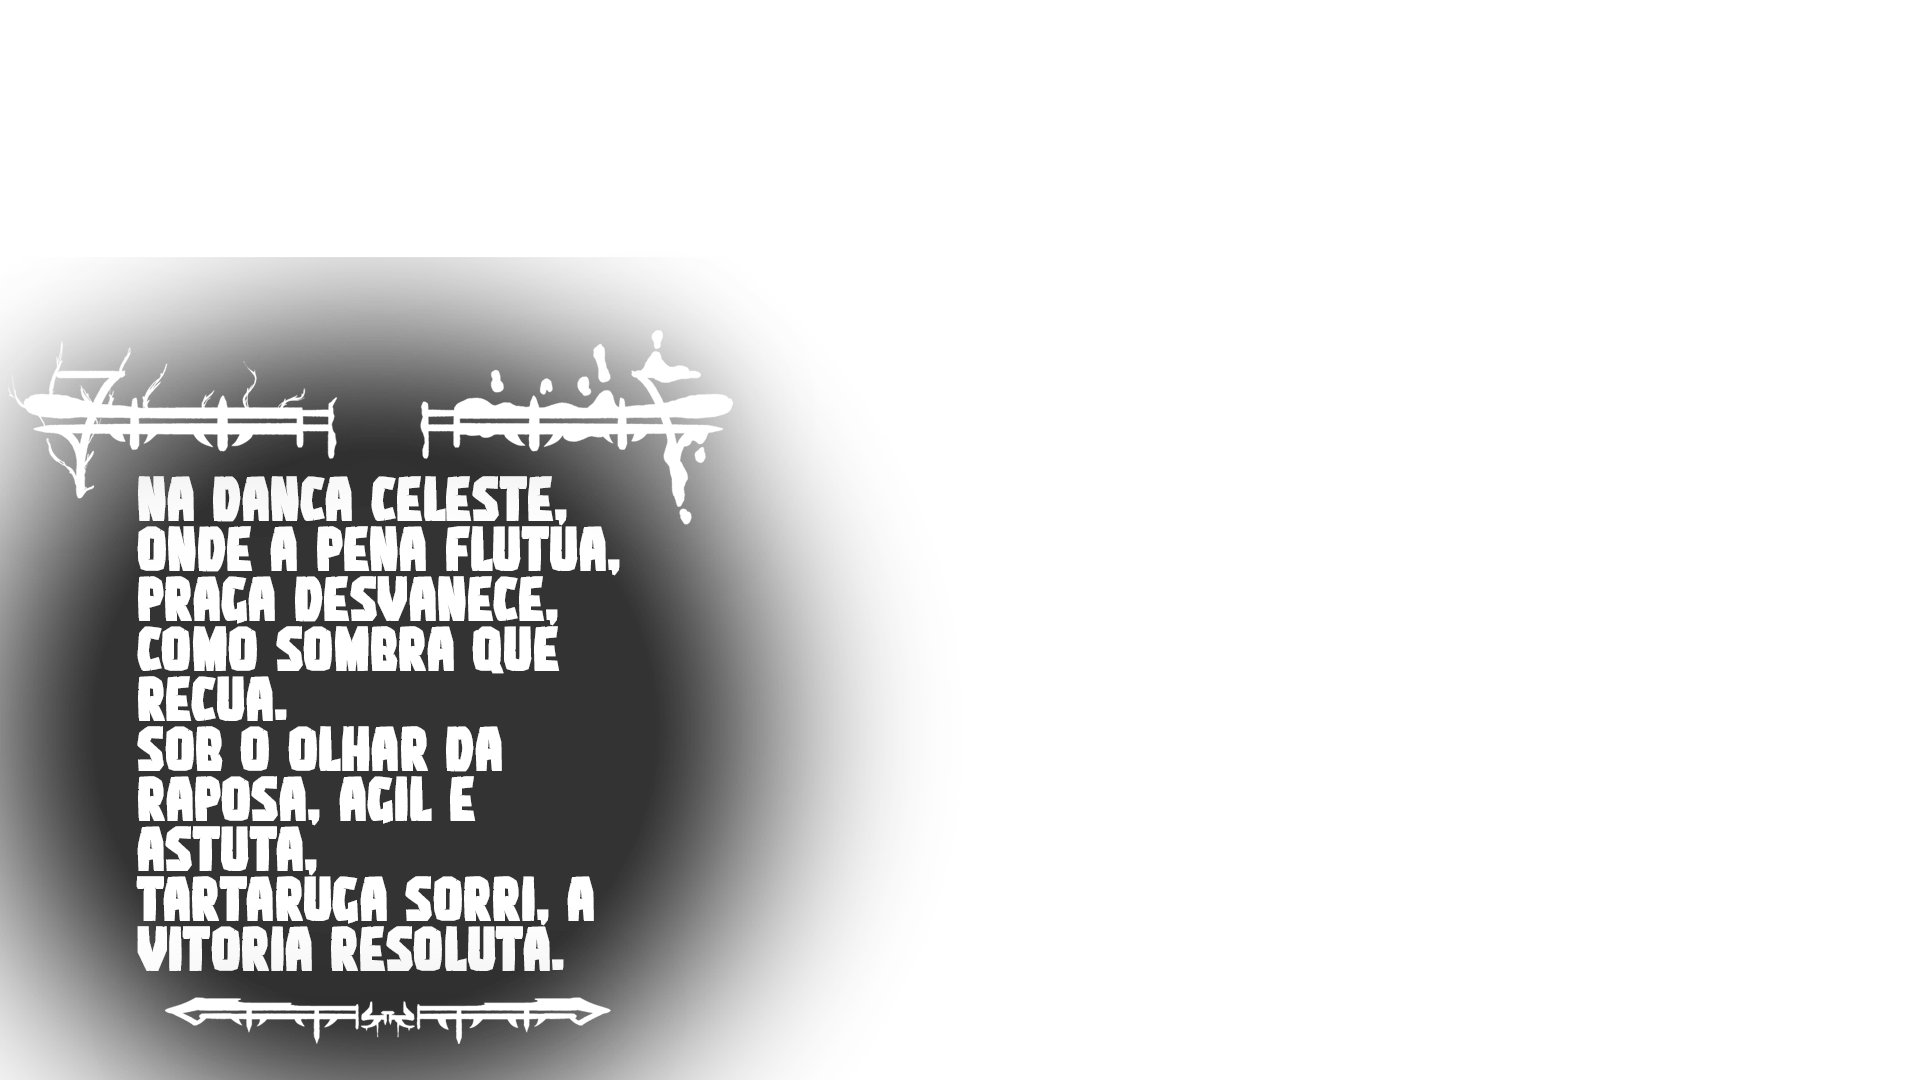 NA DANCA CELESTE,
ONDE A PENA FLUTUA,
PRAGA DESVANECE,
COMO SOMBRA QUE
RECUA.
SOB O OLHAR DA
RAPOSA, AGIL E
ASTUTA,
TARTARUGA SORRI, A
VITORIA RESOLUTA.